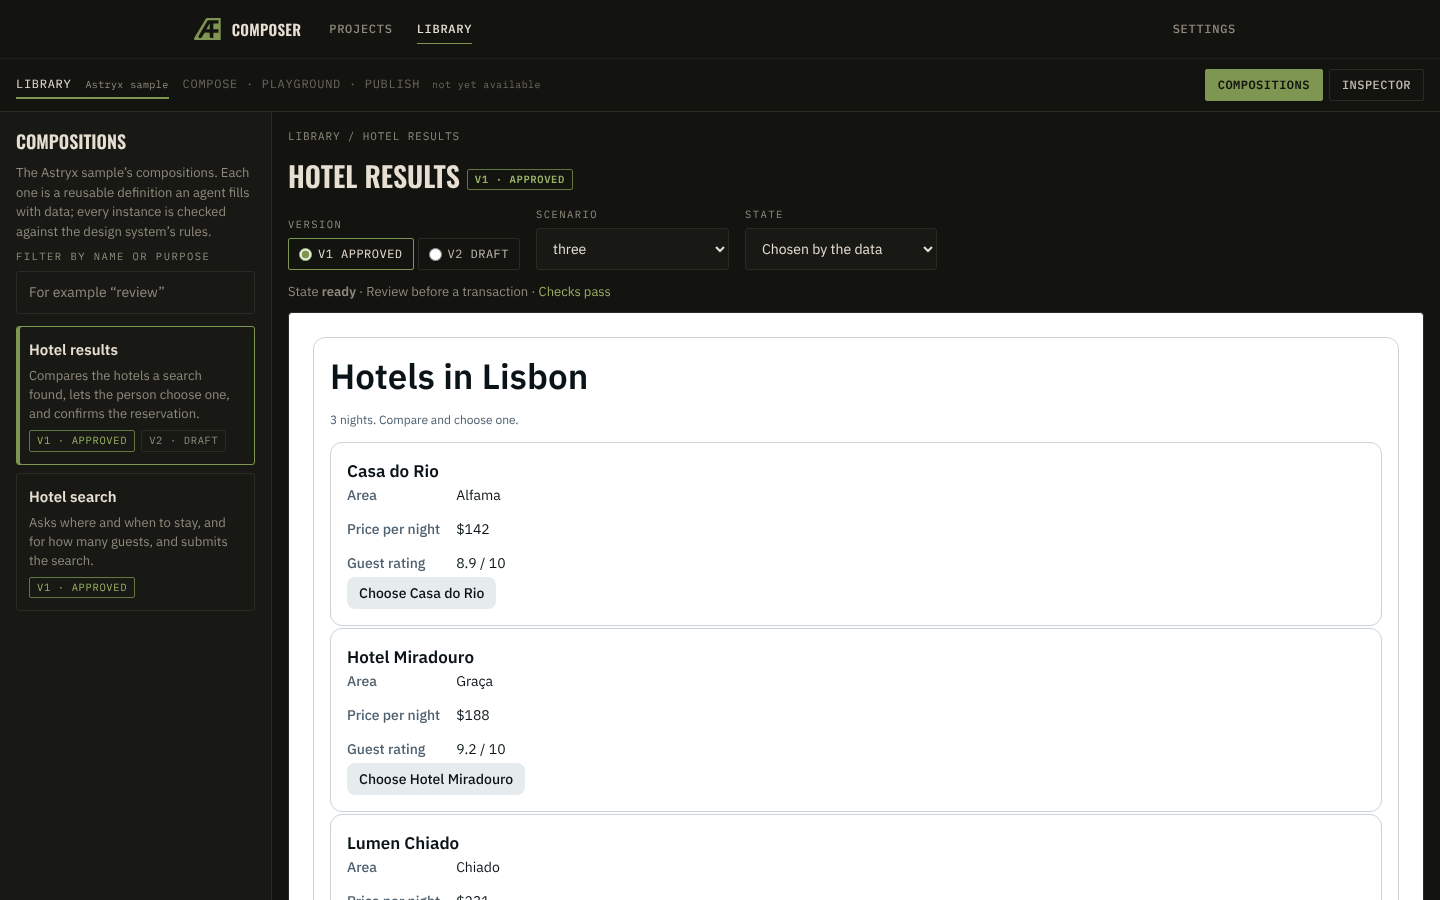 COMPOSER PROJECTS LIBRARY SETTINGS
LIBRARY Astryx sample COMPOSE · PLAYGROUND · PUBLISH not yet available COMPOSITIONS INSPECTOR
COMPOSITIONS
The Astryx sample’s compositions. Each
one is a reusable definition an agent fills
with data; every instance is checked
against the design system’s rules.
FILTER BY NAME OR PURPOSE
For example “review”
Hotel results
Compares the hotels a search
found, lets the person choose one,
and confirms the reservation.
V1 · APPROVED V2 · DRAFT
Hotel search
Asks where and when to stay, and
for how many guests, and submits
the search.
V1 · APPROVED
LIBRARY / HOTEL RESULTS
HOTEL RESULTS V1 · APPROVED
VERSION SCENARIO STATE
V1 APPROVED V2 DRAFT three Chosen by the data
State ready · Review before a transaction · Checks pass
Hotels in Lisbon
3 nights. Compare and choose one.
Casa do Rio
Area Alfama
Price per night $142
Guest rating 8.9 / 10
Choose Casa do Rio
Hotel Miradouro
Area Graça
Price per night $188
Guest rating 9.2 / 10
Choose Hotel Miradouro
Lumen Chiado
Area Chiado
Price per night $231